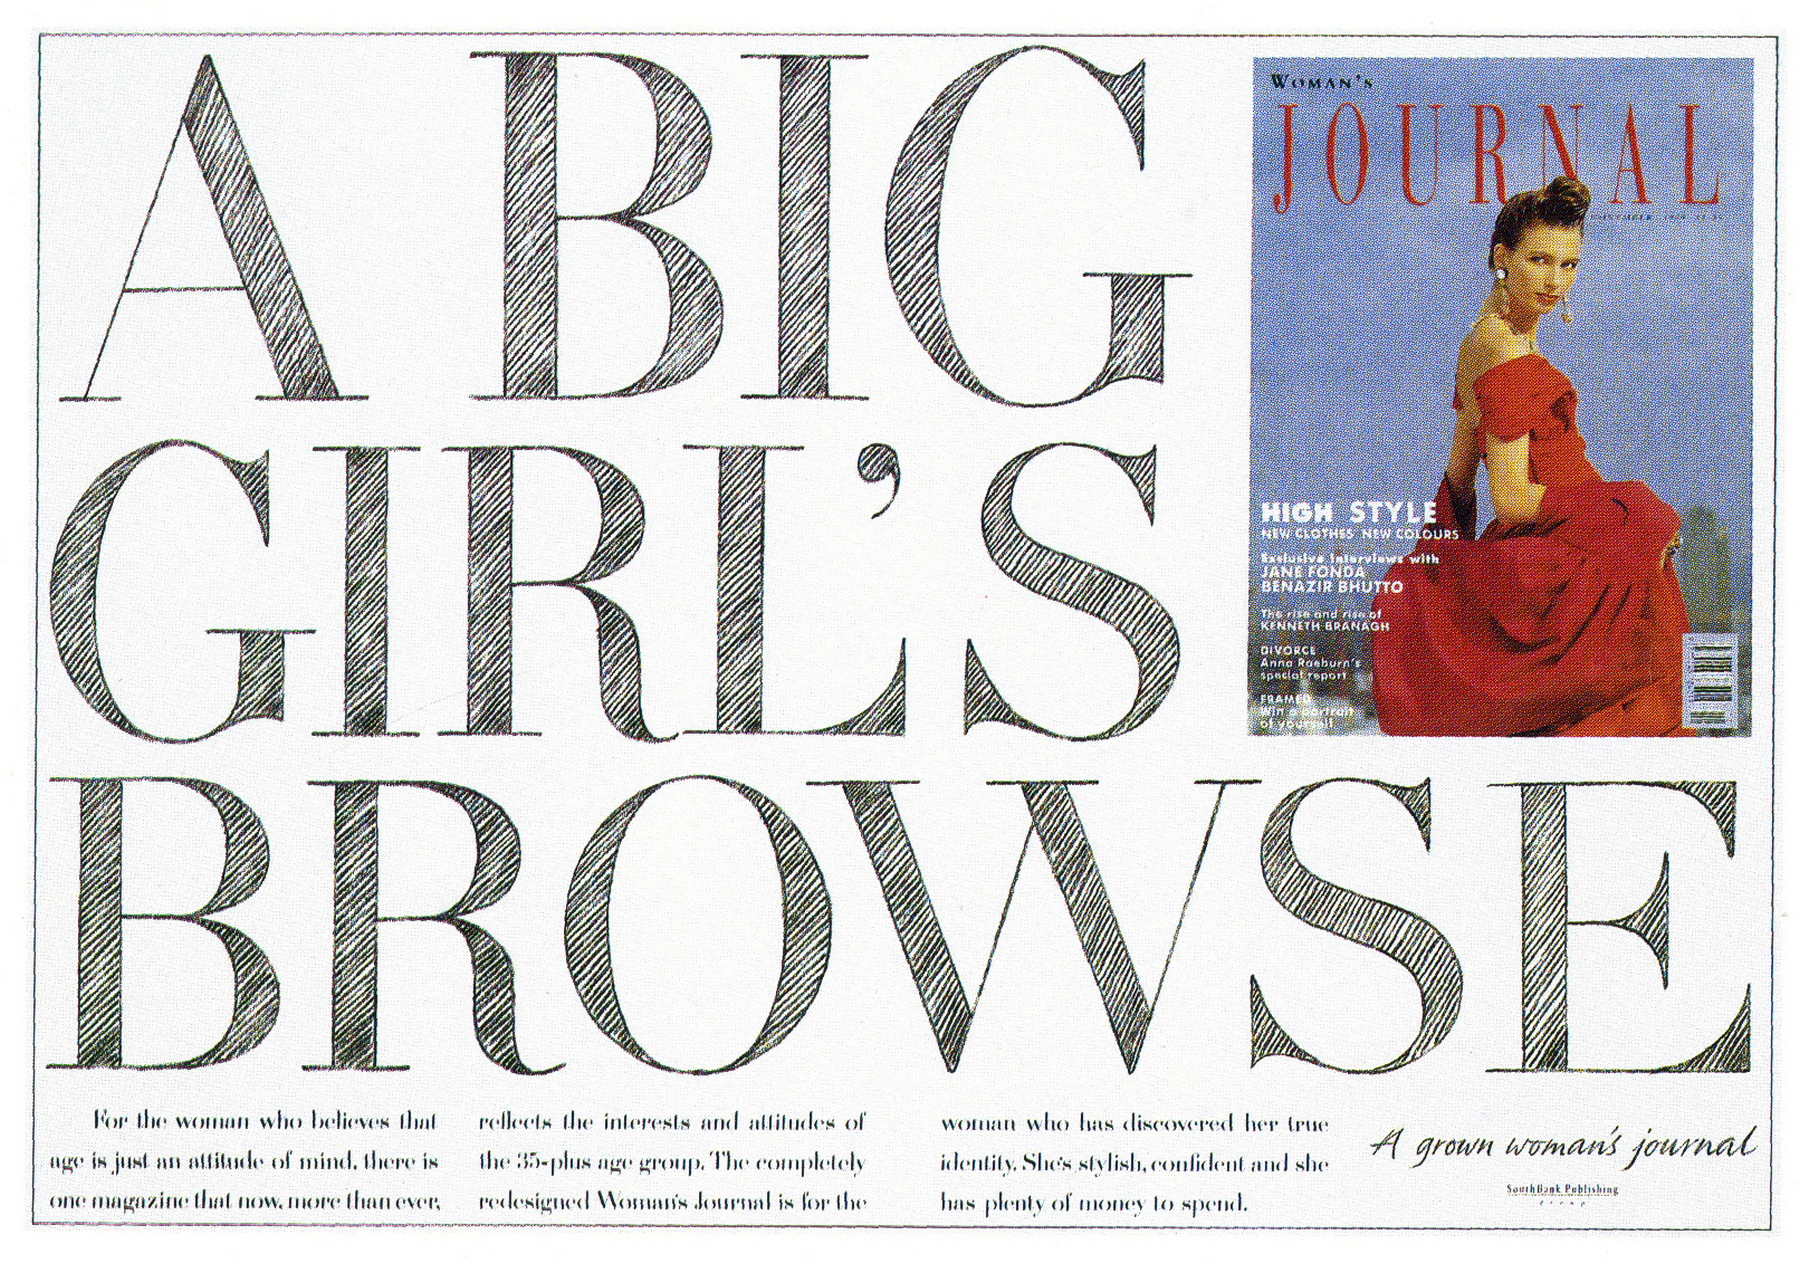 A BIG
GIRL'S
BROWSE
WOMAN'S
JOURNAL
HIGH STYLE
NEW CLOTHES NEW COLOURS
Exclusive interviews with
JANE FONDA
BENAZIR BHUTTO
The rise and rise of
KENNETH BRANAGH
DIVORCE
Anna Raeburn's
special report
FRAMED
Win a portrait
of yourself
For the woman who believes that
age is just an attitude of mind, there is
one magazine that now, more than ever,
reflects the interests and attitudes of
the 35-plus age group. The completely
redesigned Woman's Journal is for the
woman who has discovered her true
identity. She's stylish, confident and she
has plenty of money to spend.
A grown woman's journal
SouthBank Publishing